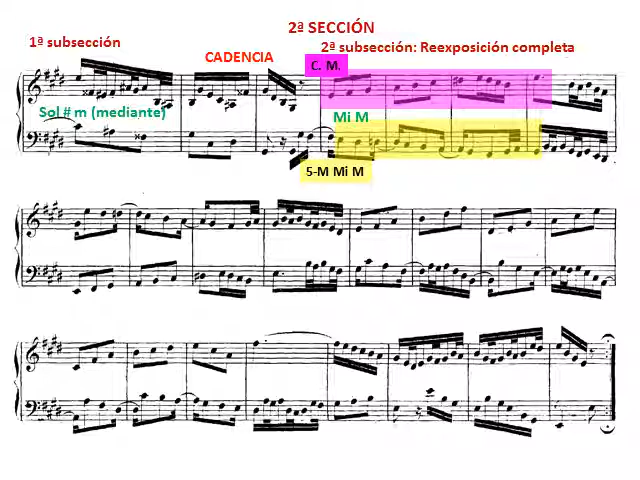 2ª SECCIÓN
1ª subsección
2ª subsección: Reexposición completa
CADENCIA
C. M.
Sol # m (mediante)
Mi M
5-M Mi M